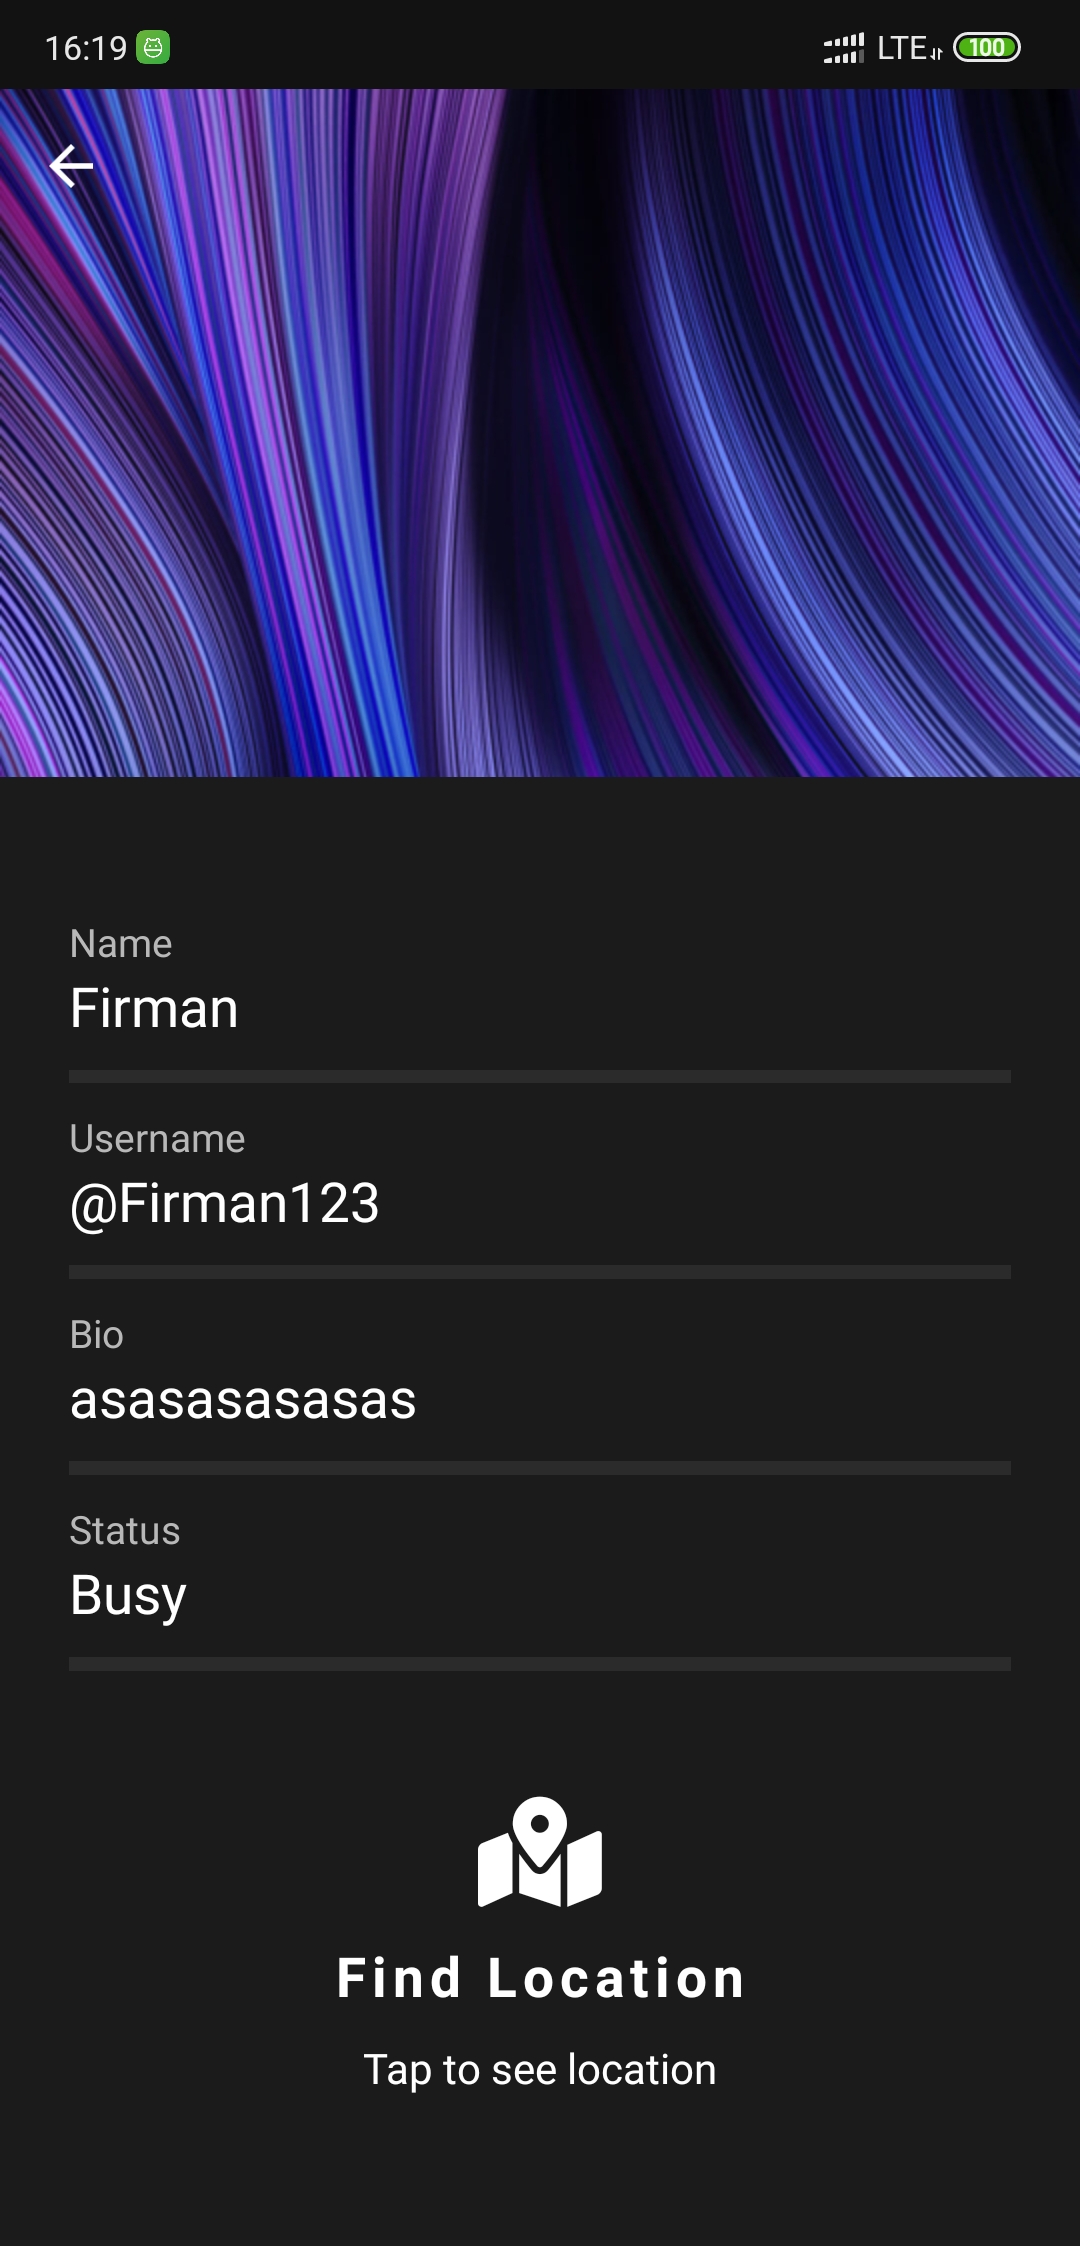 16:19 LTE 100
Name
Firman
Username
@Firman123
Bio
asasasasasas
Status
Busy
Find Location
Tap to see location